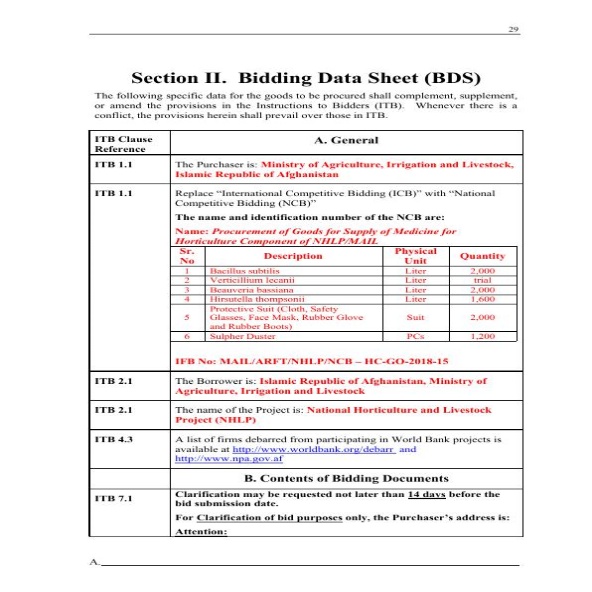 29
Section II. Bidding Data Sheet (BDS)
The following specific data for the goods to be procured shall complement, supplement,
or amend the provisions in the Instructions to Bidders (ITB). Whenever there is a
conflict, the provisions herein shall prevail over those in ITB.
ITB Clause Reference A. General
ITB 1.1 The Purchaser is: Ministry of Agriculture, Irrigation and Livestock,
Islamic Republic of Afghanistan
ITB 1.1 Replace “International Competitive Bidding (ICB)” with “National
Competitive Bidding (NCB)”
The name and identification number of the NCB are:
Name: Procurement of Goods for Supply of Medicine for
Horticulture Component of NHLP/MAIL
Sr. No Description Physical Unit Quantity
1 Bacillus subtilis Liter 2,000
2 Verticillium lecanii Liter trial
3 Beauveria bassiana Liter 2,000
4 Hirsutella thompsonii Liter 1,600
5 Protective Suit (Cloth, Safety
Glasses, Face Mask, Rubber Glove
and Rubber Boots) Suit 2,000
6 Sulpher Duster PCs 1,200
IFB No: MAIL/ARFT/NHLP/NCB – HC-GO-2018-15
ITB 2.1 The Borrower is: Islamic Republic of Afghanistan, Ministry of
Agriculture, Irrigation and Livestock
ITB 2.1 The name of the Project is: National Horticulture and Livestock
Project (NHLP)
ITB 4.3 A list of firms debarred from participating in World Bank projects is
available at http://www.worldbank.org/debarr and
http://www.npa.gov.af
B. Contents of Bidding Documents
ITB 7.1 Clarification may be requested not later than 14 days before the
bid submission date.
For Clarification of bid purposes only, the Purchaser’s address is:
Attention:
A.